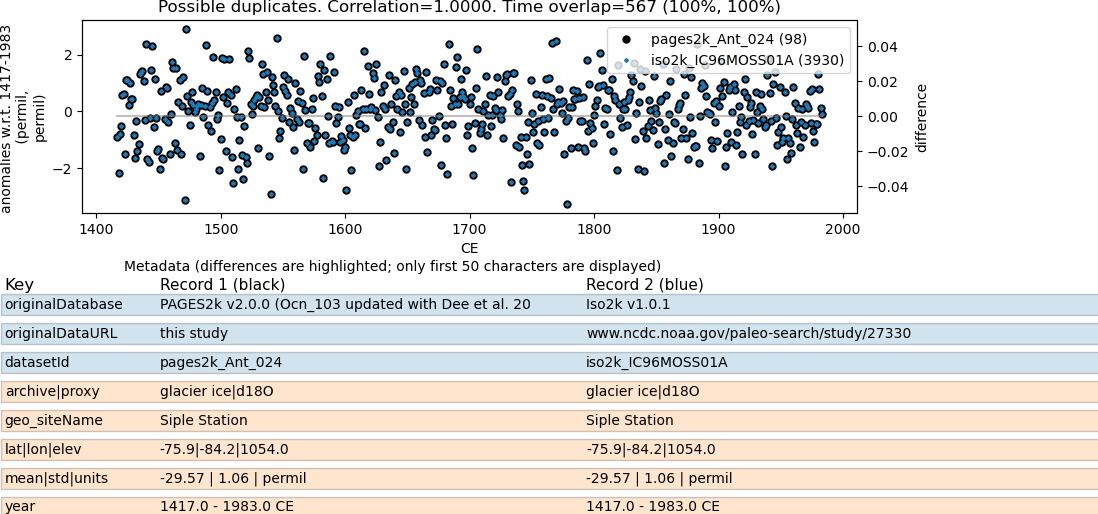 Possible duplicates. Correlation=1.0000. Time overlap=567 (100%, 100%)
anomalies w.r.t. 1417-1983
(permil,
permil)
2
0
−2
pages2k_Ant_024 (98)
iso2k_IC96MOSS01A (3930)
0.04
0.02
0.00
−0.02
−0.04
difference
1400 1500 1600 1700 1800 1900 2000
CE
Metadata (differences are highlighted; only first 50 characters are displayed)
Key Record 1 (black) Record 2 (blue)
originalDatabase PAGES2k v2.0.0 (Ocn_103 updated with Dee et al. 20 Iso2k v1.0.1
originalDataURL this study www.ncdc.noaa.gov/paleo-search/study/27330
datasetId pages2k_Ant_024 iso2k_IC96MOSS01A
archive|proxy glacier ice|d18O glacier ice|d18O
geo_siteName Siple Station Siple Station
lat|lon|elev -75.9|-84.2|1054.0 -75.9|-84.2|1054.0
mean|std|units -29.57 | 1.06 | permil -29.57 | 1.06 | permil
year 1417.0 - 1983.0 CE 1417.0 - 1983.0 CE